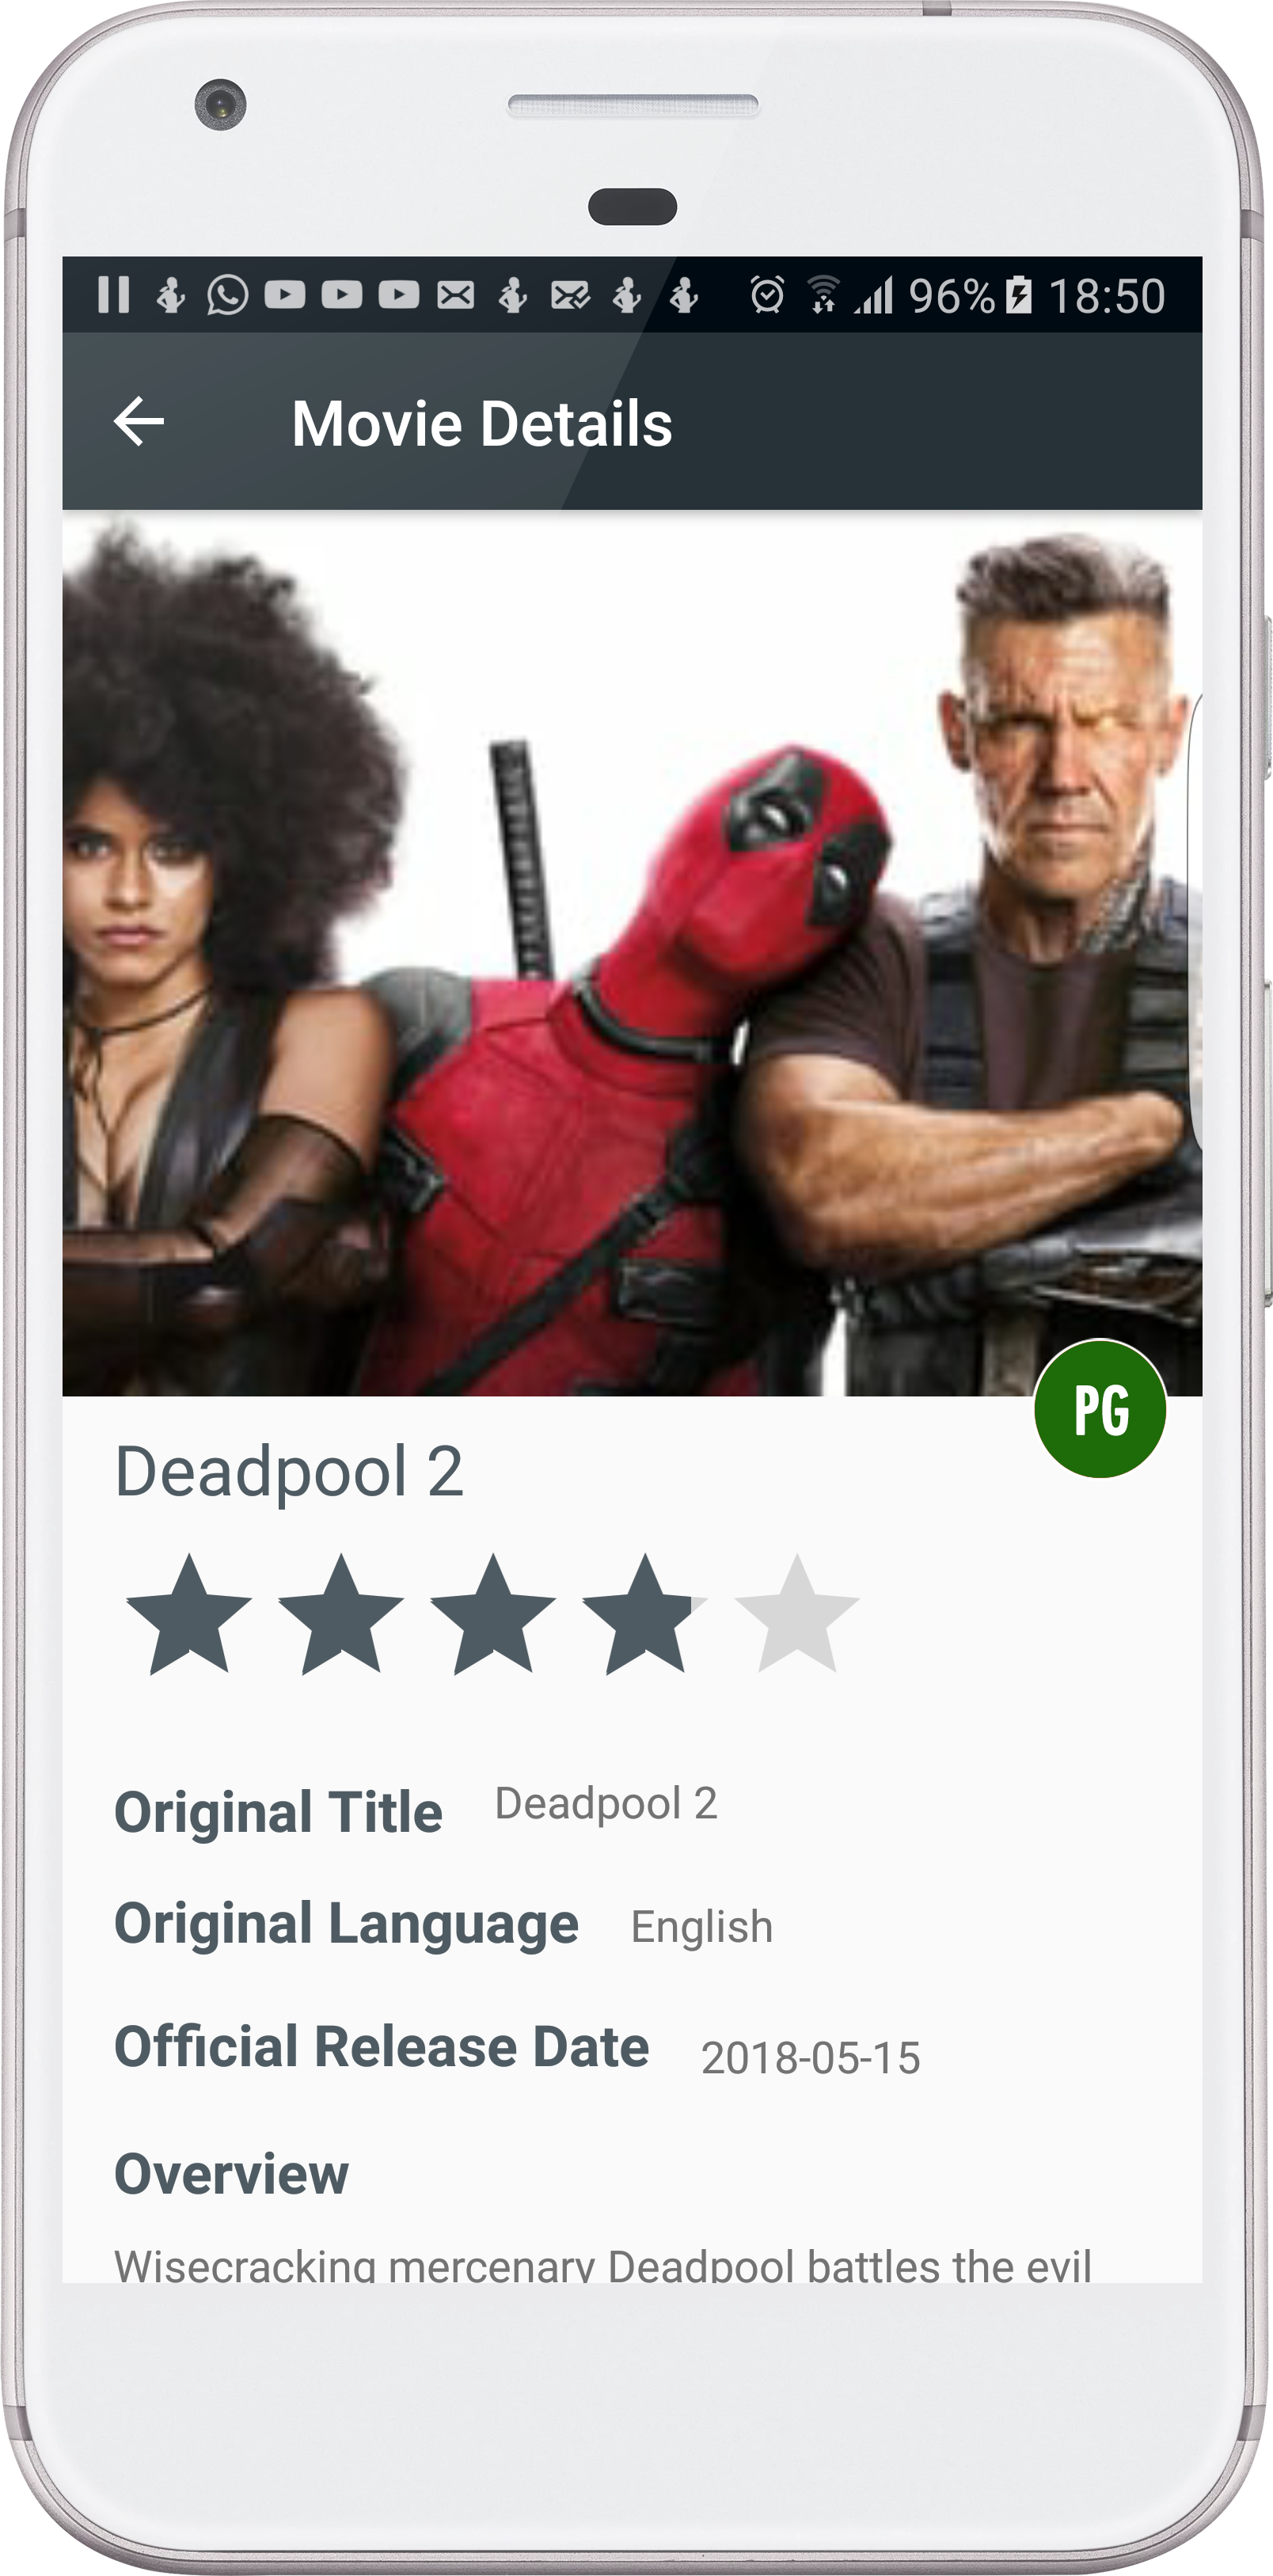 96% 18:50
Movie Details
PG
Deadpool 2
Original Title Deadpool 2
Original Language English
Official Release Date 2018-05-15
Overview
Wisecracking mercenary Deadpool battles the evil